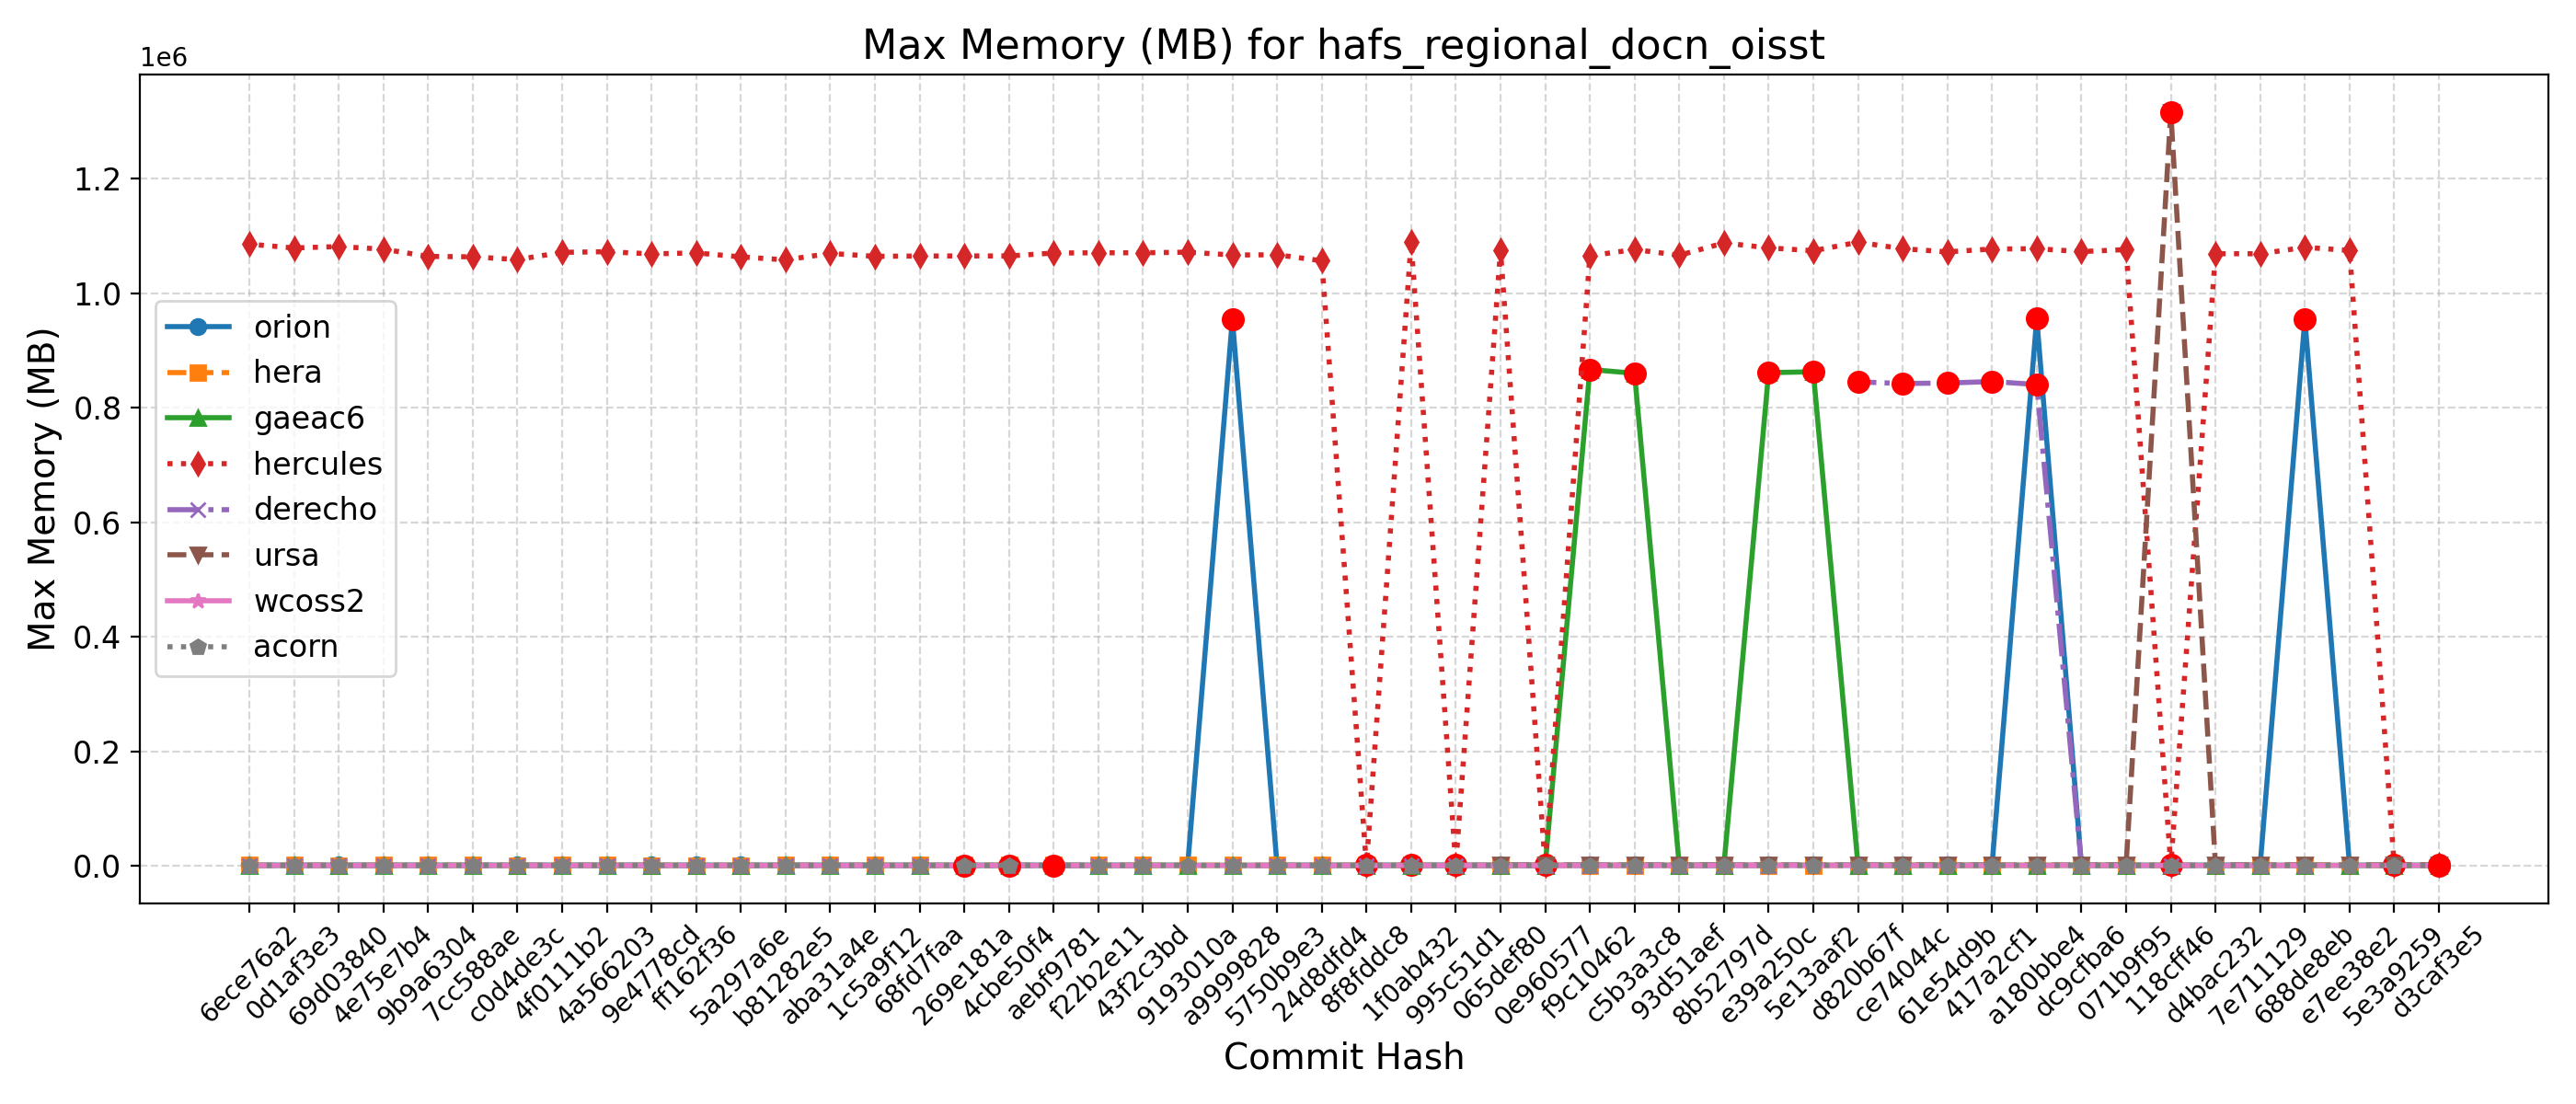 Max Memory (MB) for hafs_regional_docn_oisst
1e6
1.2
1.0
0.8
0.6
0.4
0.2
0.0
Max Memory (MB)
orion
hera
gaeac6
hercules
derecho
ursa
wcoss2
acorn
6ece76a2
0d1af3e3
69d03840
4e75e7b4
9b9a6304
7cc588ae
c0d4de3c
4f0111b2
4a566203
9e4778cd
ff162f36
5a297a6e
b81282e5
aba31a4e
1c5a9f12
68fd7faa
269e181a
4cbe50f4
aebf9781
f22b2e11
43f2c3bd
9193010a
a9999828
5750b9e3
24d8dfd4
8f8fddc8
1f0ab432
995c51d1
065def80
0e960577
f9c10462
c5b3a3c8
93d51aef
8b52797d
e39a250c
5e13aaf2
d820b67f
ce74044c
61e54d9b
417a2cf1
a180bbe4
dc9cfba6
071b9f95
118cff46
d4bac232
7e711129
688de8eb
e7ee38e2
5e3a9259
d3caf3e5
Commit Hash